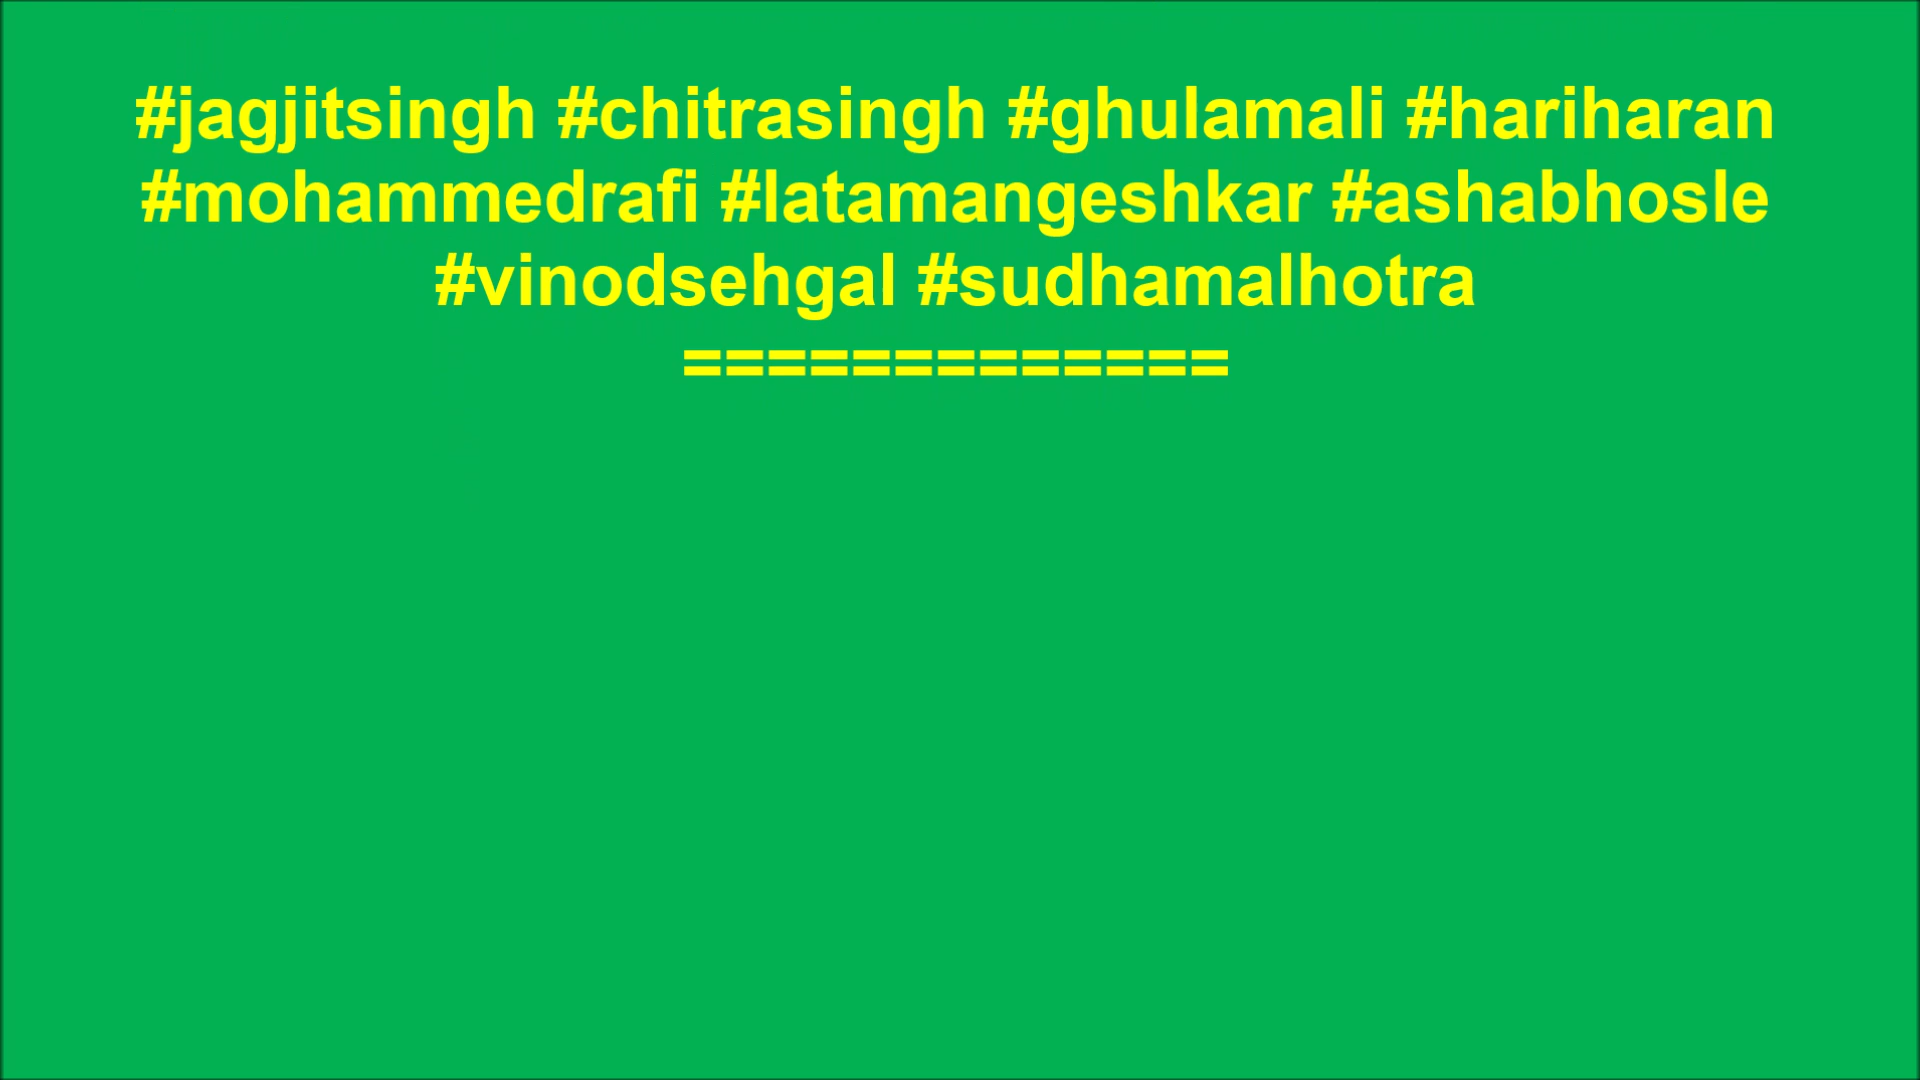 #jagjitsingh #chitrasingh #ghulamali #hariharan
#mohammedrafi #latamangeshkar #ashabhosle
#vinodsehgal #sudhamalhotra
=============